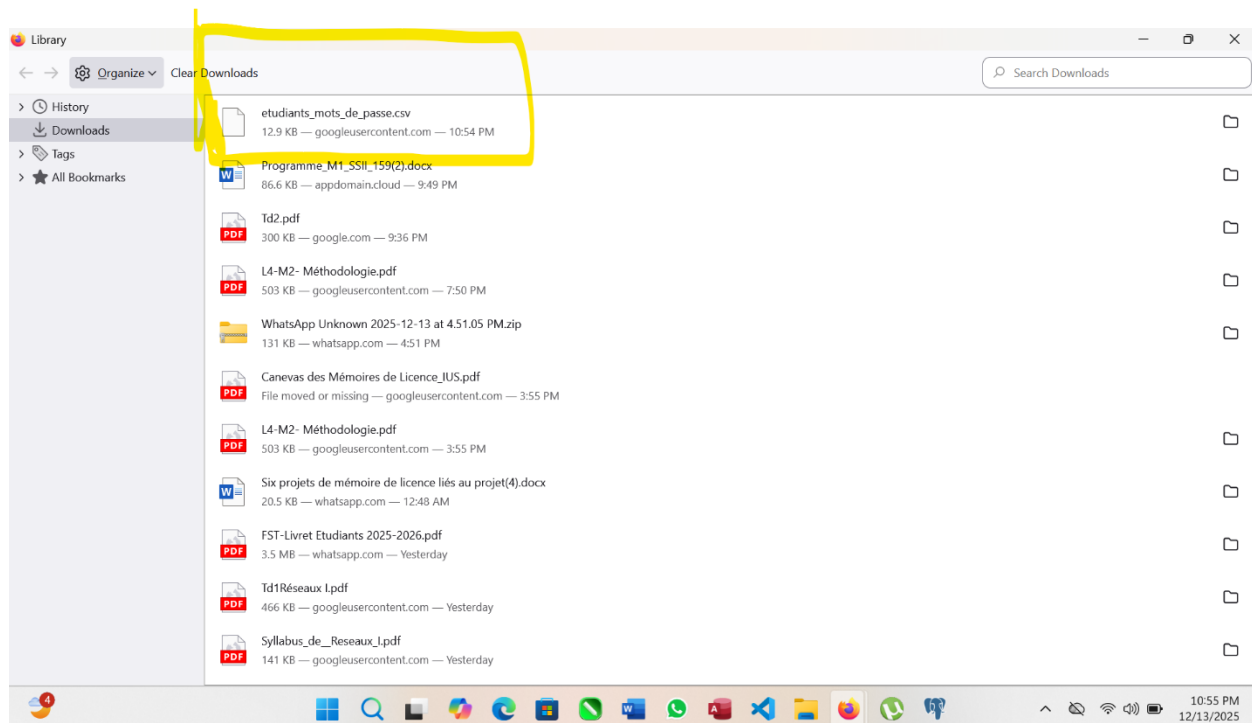 Library
Organize
Clear Downloads
Search Downloads
History
Downloads
Tags
All Bookmarks
etudiants_mots_de_passe.csv
12.9 KB — googleusercontent.com — 10:54 PM
Programme_M1_SSII_159(2).docx
86.6 KB — appdomain.cloud — 9:49 PM
Td2.pdf
300 KB — google.com — 9:36 PM
L4-M2- Méthodologie.pdf
503 KB — googleusercontent.com — 7:50 PM
WhatsApp Unknown 2025-12-13 at 4.51.05 PM.zip
131 KB — whatsapp.com — 4:51 PM
Canevas des Mémoires de Licence_IUS.pdf
File moved or missing — googleusercontent.com — 3:55 PM
L4-M2- Méthodologie.pdf
503 KB — googleusercontent.com — 3:55 PM
Six projets de mémoire de licence liés au projet(4).docx
20.5 KB — whatsapp.com — 12:48 AM
FST-Livret Etudiants 2025-2026.pdf
3.5 MB — whatsapp.com — Yesterday
Td1Réseaux I.pdf
466 KB — googleusercontent.com — Yesterday
Syllabus_de__Reseaux_I.pdf
141 KB — googleusercontent.com — Yesterday
4
10:55 PM
12/13/2025